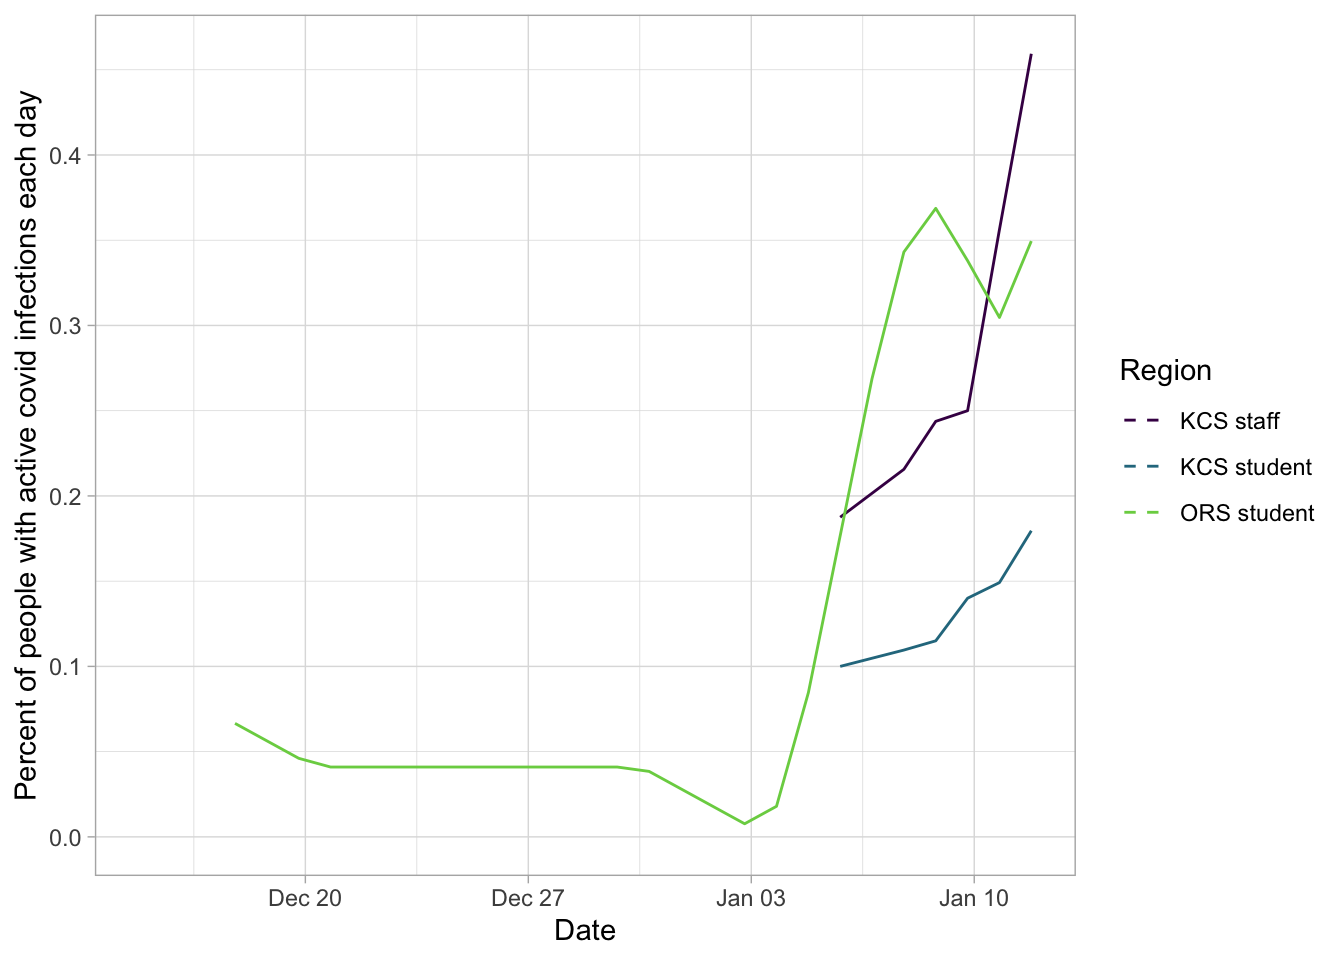 Percent of people with active covid infections each day
0.4
0.3
0.2
0.1
0.0
Dec 20
Dec 27
Jan 03
Jan 10
Date
Region
KCS staff
KCS student
ORS student